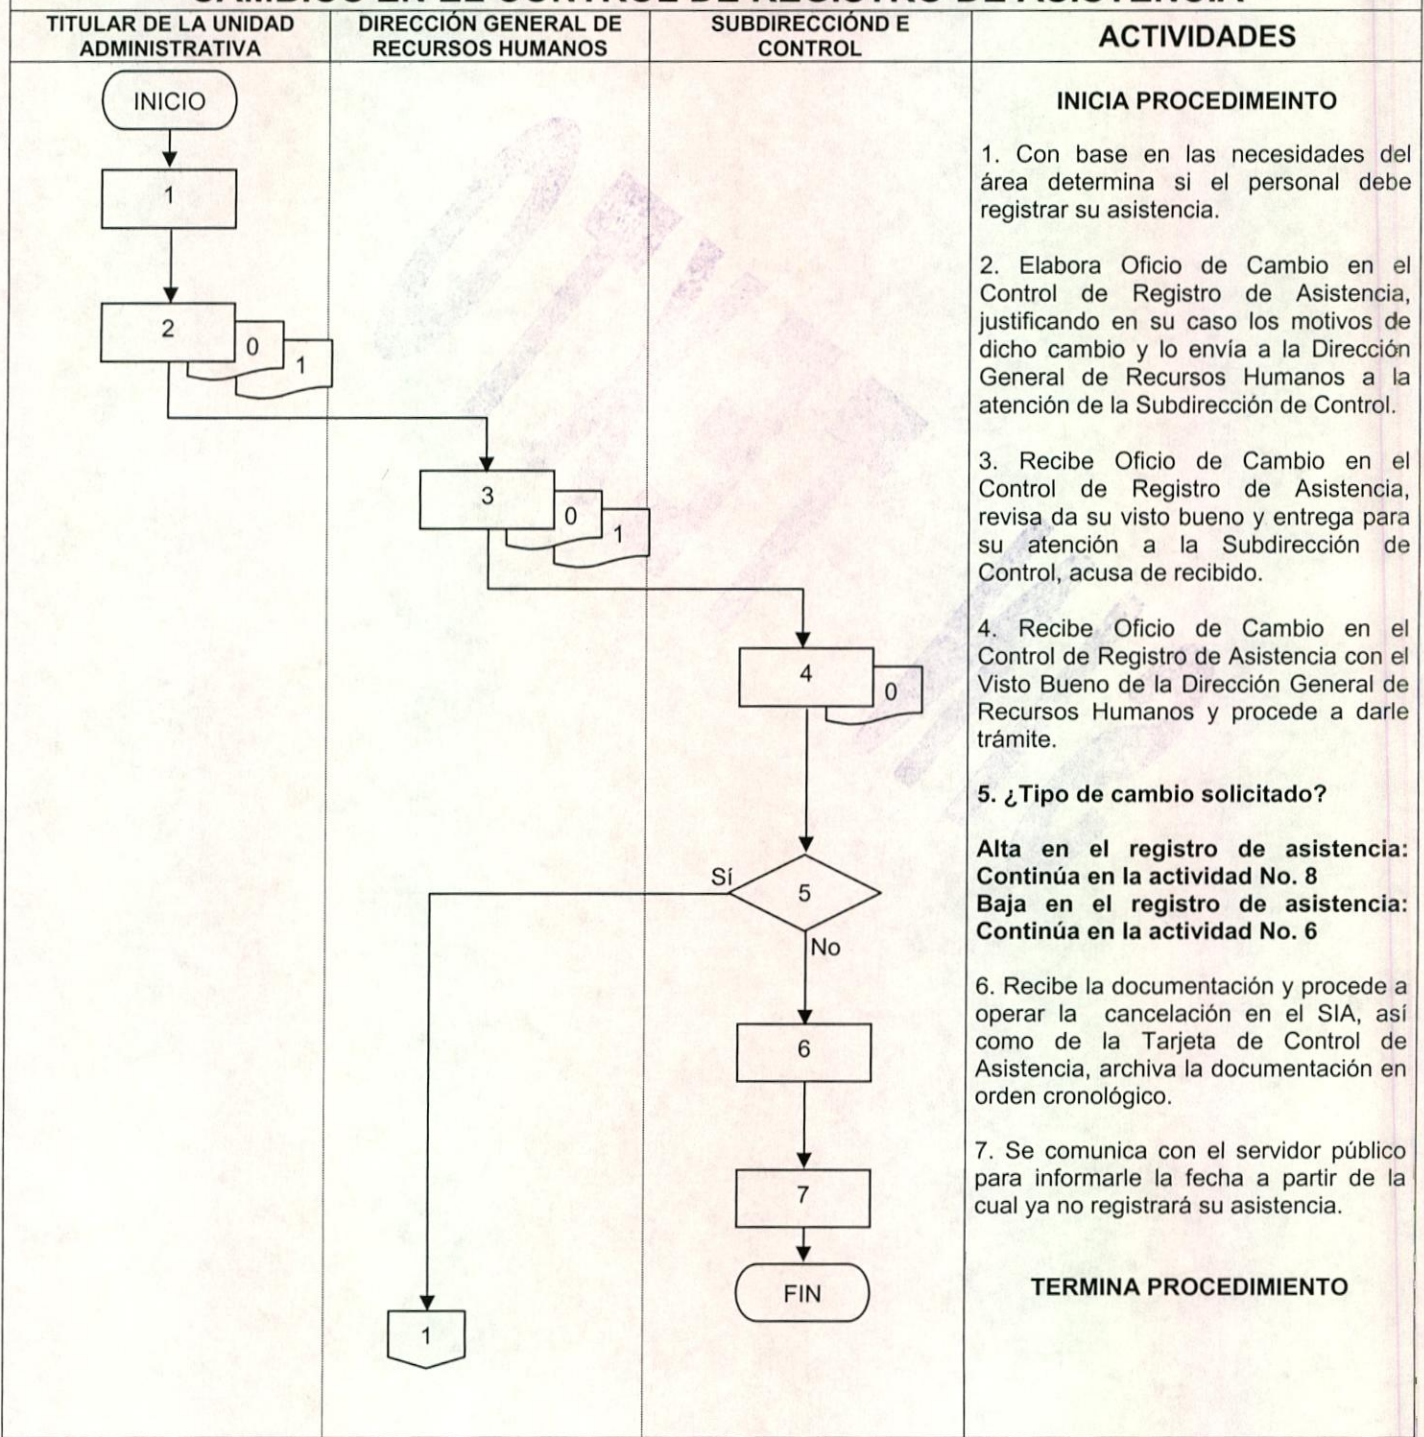 CAMBIOS EN EL CONTROL DE REGISTRO DE ASISTENCIA
TITULAR DE LA UNIDAD
ADMINISTRATIVA
DIRECCIÓN GENERAL DE
RECURSOS HUMANOS
SUBDIRECCIÓND E
CONTROL
ACTIVIDADES
INICIO
1
2
0
1
3
0
1
4
0
Sí
5
No
6
7
FIN
1
INICIA PROCEDIMEINTO
1. Con base en las necesidades del
área determina si el personal debe
registrar su asistencia.
2. Elabora Oficio de Cambio en el
Control de Registro de Asistencia,
justificando en su caso los motivos de
dicho cambio y lo envía a la Dirección
General de Recursos Humanos a la
atención de la Subdirección de Control.
3. Recibe Oficio de Cambio en el
Control de Registro de Asistencia,
revisa da su visto bueno y entrega para
su atención a la Subdirección de
Control, acusa de recibido.
4. Recibe Oficio de Cambio en el
Control de Registro de Asistencia con el
Visto Bueno de la Dirección General de
Recursos Humanos y procede a darle
trámite.
5. ¿Tipo de cambio solicitado?
Alta en el registro de asistencia:
Continúa en la actividad No. 8
Baja en el registro de asistencia:
Continúa en la actividad No. 6
6. Recibe la documentación y procede a
operar la cancelación en el SIA, así
como de la Tarjeta de Control de
Asistencia, archiva la documentación en
orden cronológico.
7. Se comunica con el servidor público
para informarle la fecha a partir de la
cual ya no registrará su asistencia.
TERMINA PROCEDIMIENTO